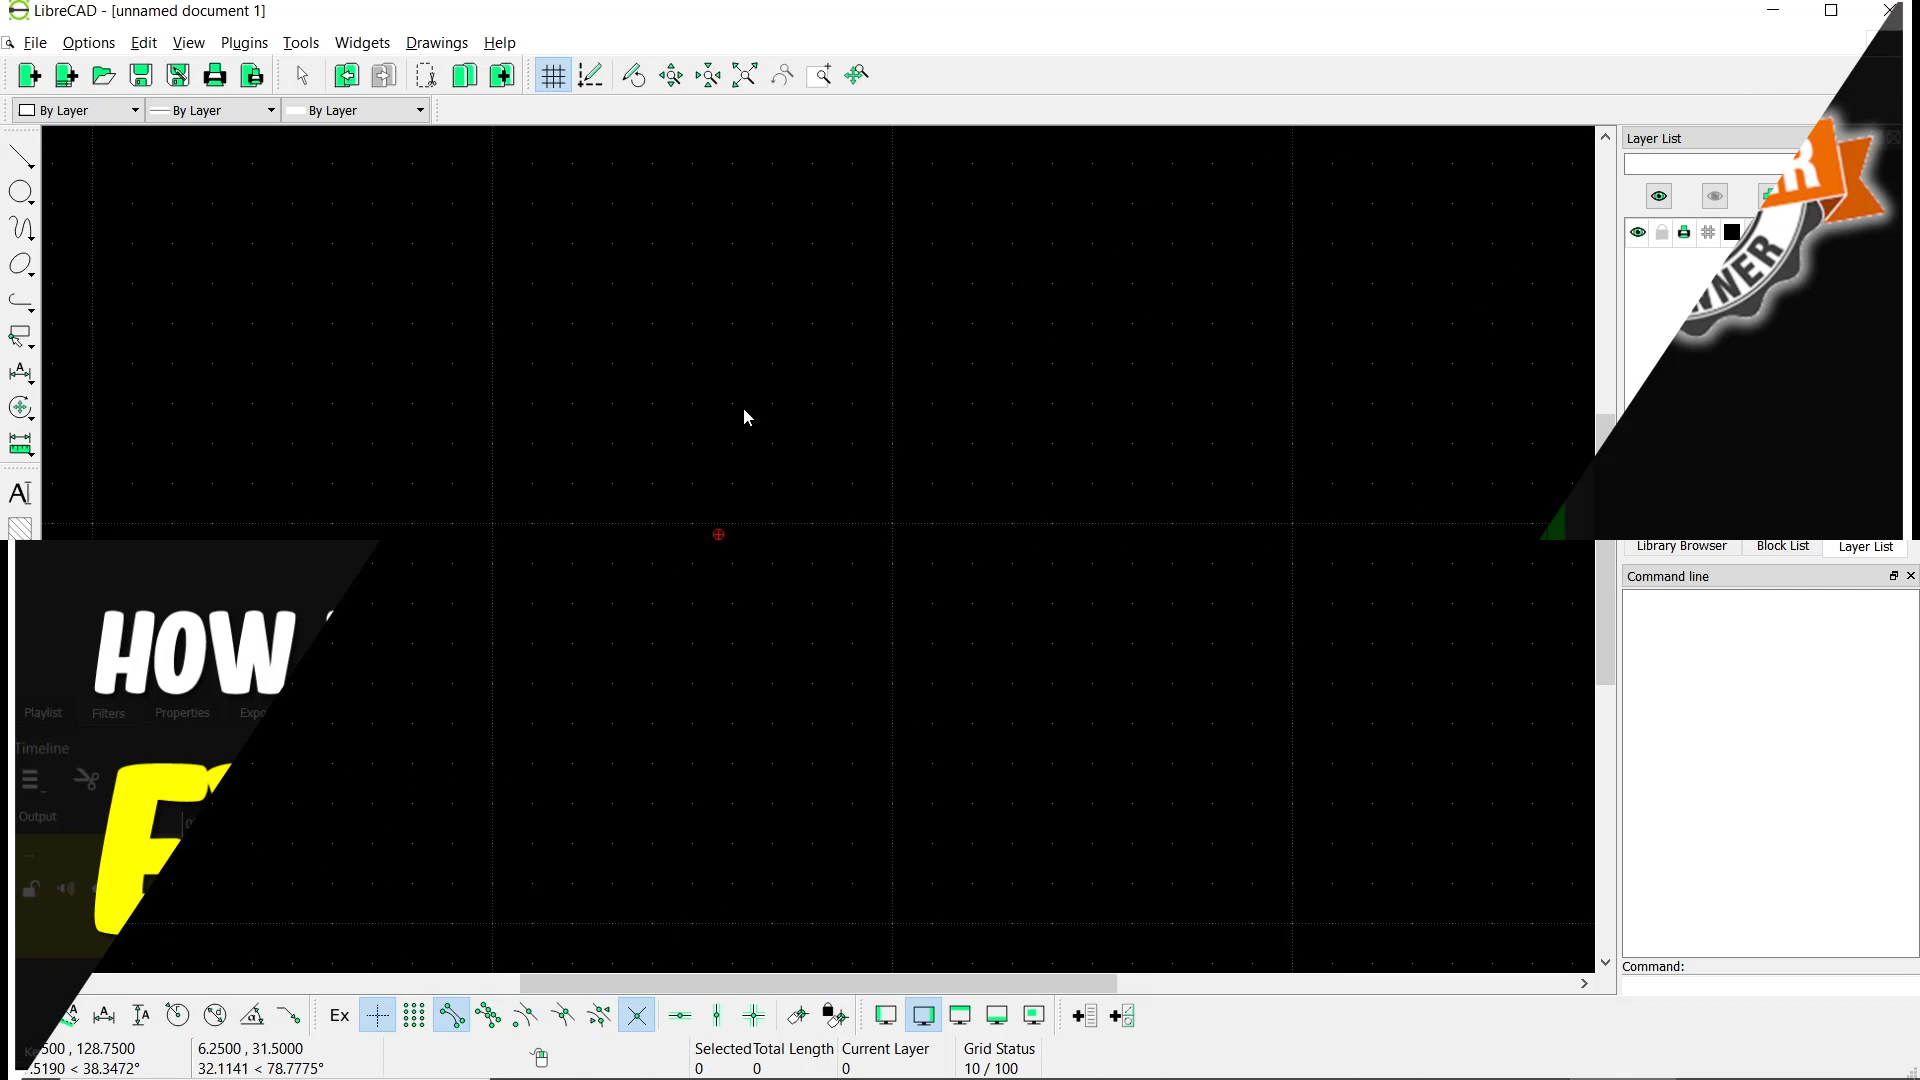 LibreCAD - [unnamed document 1]
File Options Edit View Plugins Tools Widgets Drawings Help
By Layer By Layer By Layer
Layer List
R
NNER
A
Library Browser Block List Layer List
Command line
HOW
Playlist Filters Properties Expo
Timeline
F
Output
Command:
Ex
500 , 128.7500
.5190 < 38.3472°
6.2500 , 31.5000
32.1141 < 78.7775°
Selected Total Length Current Layer Grid Status
0 0 0 10 / 100